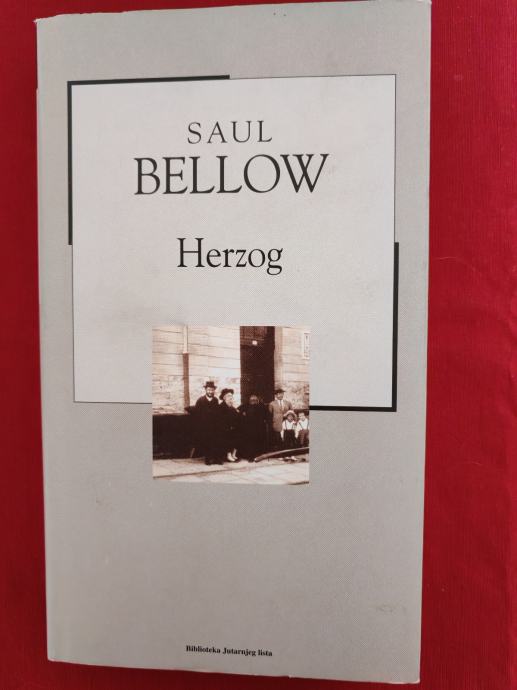 SAUL
BELLOW
Herzog
Biblioteka Jutarnjeg lista